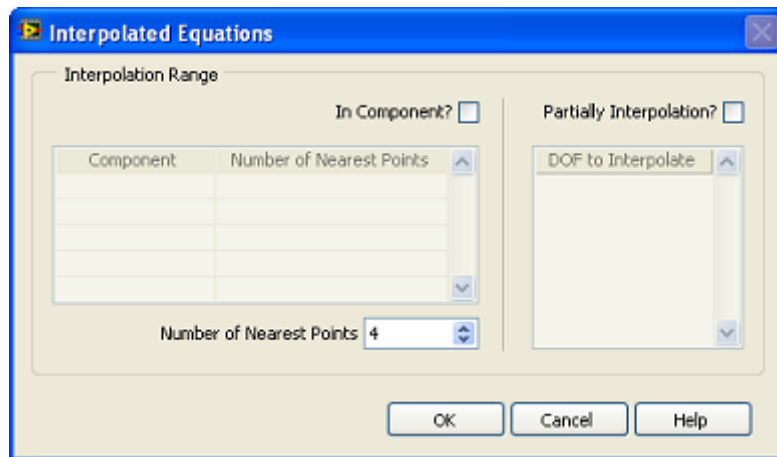 Interpolated Equations
Interpolation Range
In Component?
Partially Interpolation?
Component Number of Nearest Points
DOF to Interpolate
Number of Nearest Points 4
OK Cancel Help